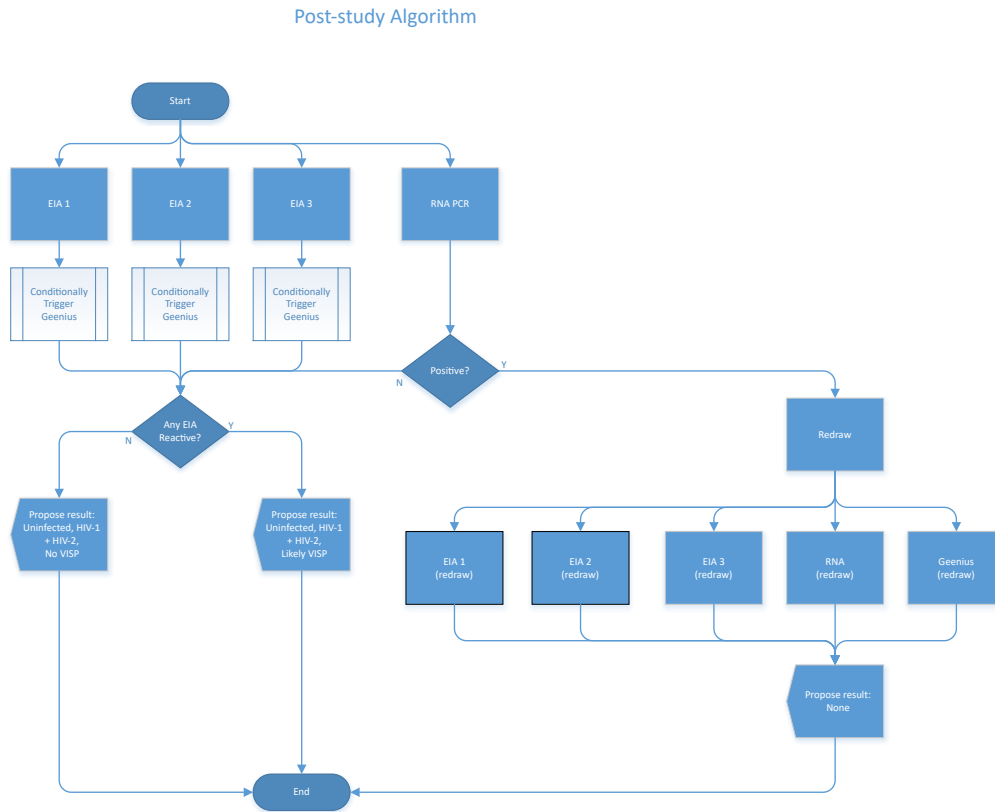 Post-study Algorithm
Start
EIA 1
EIA 2
EIA 3
RNA PCR
Conditionally
Trigger
Geenius
Conditionally
Trigger
Geenius
Conditionally
Trigger
Geenius
Positive?
N
Y
Any EIA
Reactive?
N
Y
Redraw
Propose result:
Uninfected, HIV-1
+ HIV-2,
No VISP
Propose result:
Uninfected, HIV-1
+ HIV-2,
Likely VISP
EIA 1
(redraw)
EIA 2
(redraw)
EIA 3
(redraw)
RNA
(redraw)
Geenius
(redraw)
Propose result:
None
End